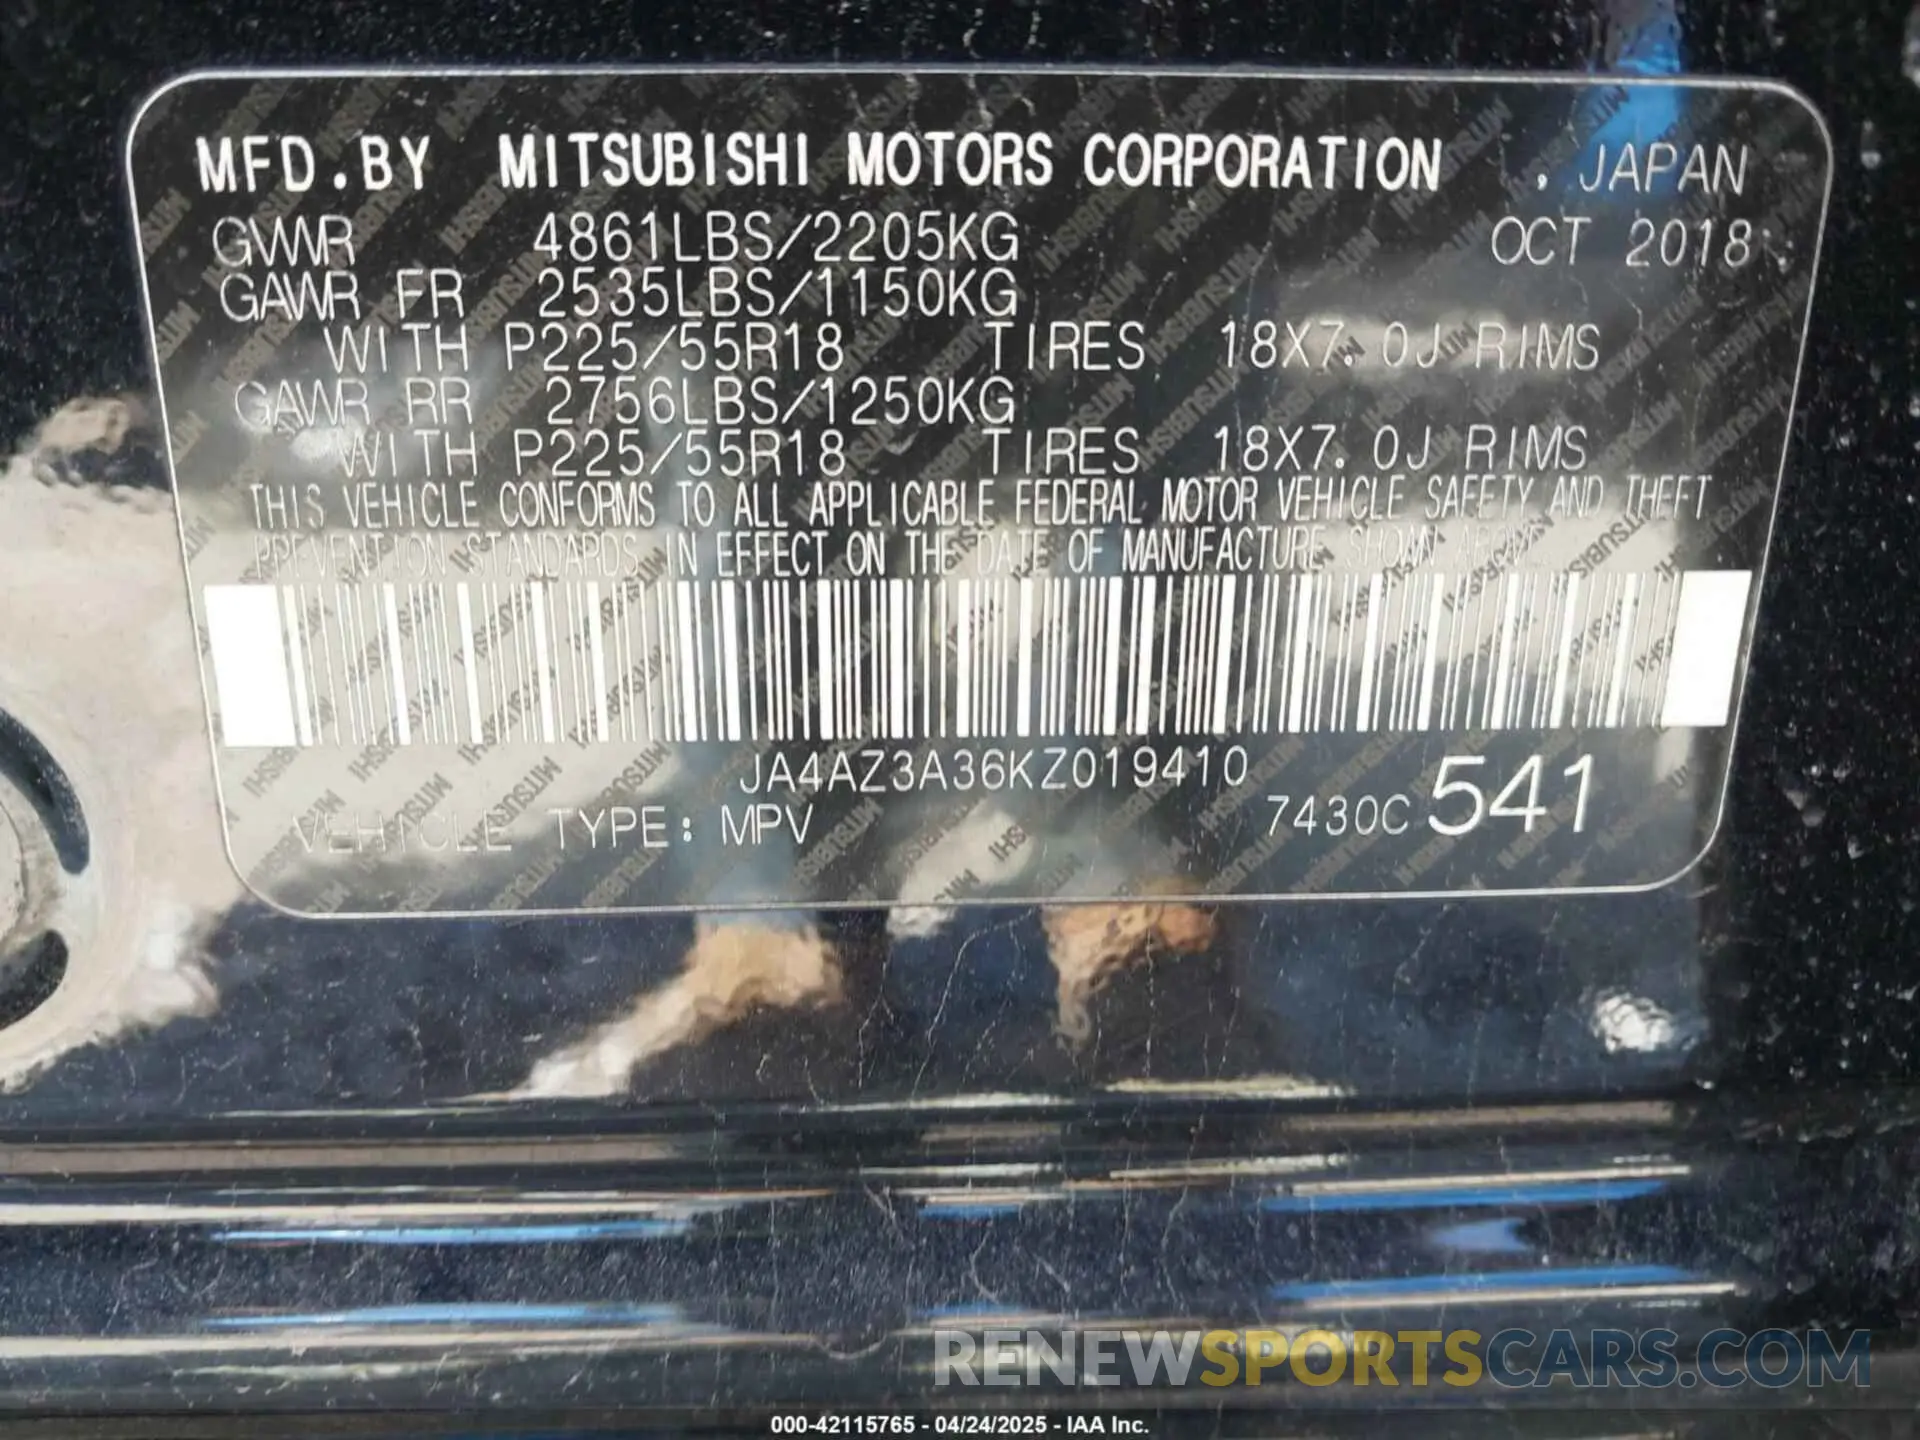 MFD.BY MITSUBISHI MOTORS CORPORATION , JAPAN
GVWR 4861LBS/2205KG OCT 2018
GAWR FR 2535LBS/1150KG
WITH P225/55R18 TIRES, 18X7.0J RIMS
GAWR RR 2756LBS/1250KG
WITH P225/55R18 TIRES 18X7.0J RIMS
THIS VEHICLE CONFORMS TO ALL APPLICABLE FEDERAL MOTOR VEHICLE SAFETY AND THEFT
PREVENTION STANDARDS IN EFFECT ON THE DATE OF MANUFACTURE SHOWN ABOVE.
JA4AZ3A36KZ019410
VEHICLE TYPE: MPV 7430C 541
RENEWSPORTSCARS.COM
000-42115765 - 04/24/2025 - IAA Inc.